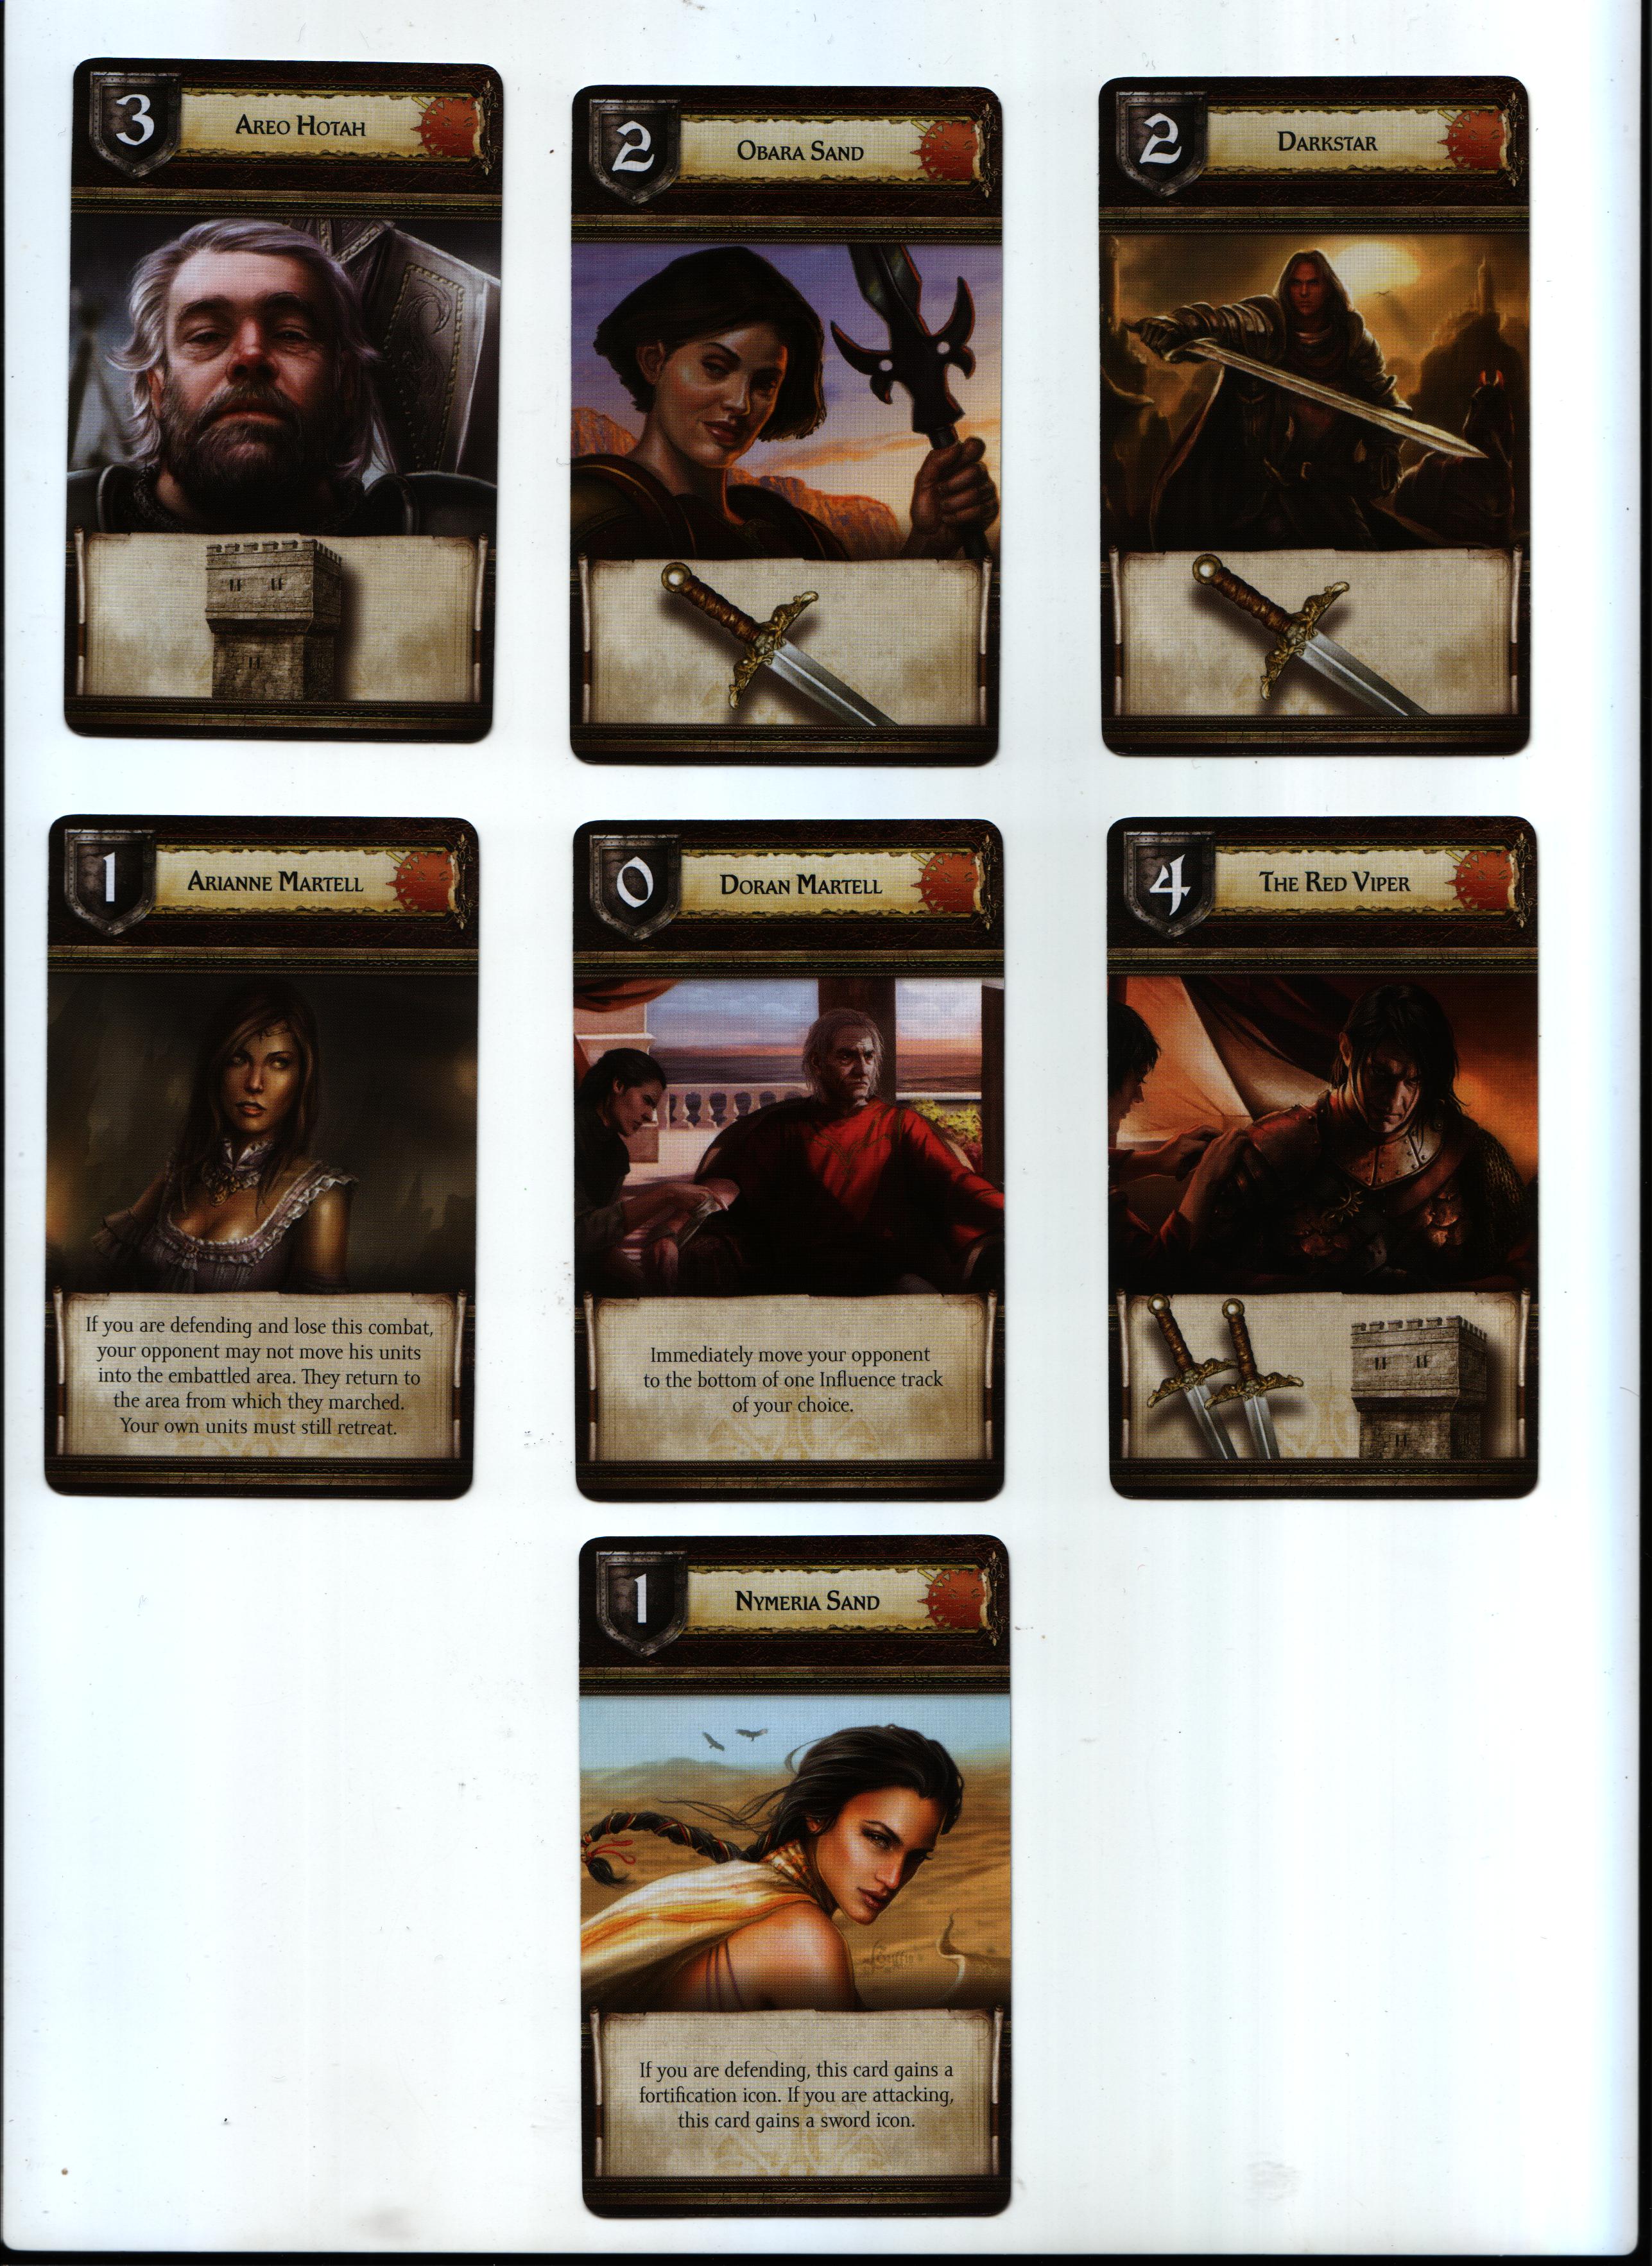 3
AREO HOTAH
2
OBARA SAND
2
DARKSTAR
1
ARIANNE MARTELL
If you are defending and lose this combat,
your opponent may not move his units
into the embattled area. They return to
the area from which they marched.
Your own units must still retreat.
0
DORAN MARTELL
Immediately move your opponent
to the bottom of one Influence track
of your choice.
4
THE RED VIPER
1
NYMERIA SAND
If you are defending, this card gains a
fortification icon. If you are attacking,
this card gains a sword icon.